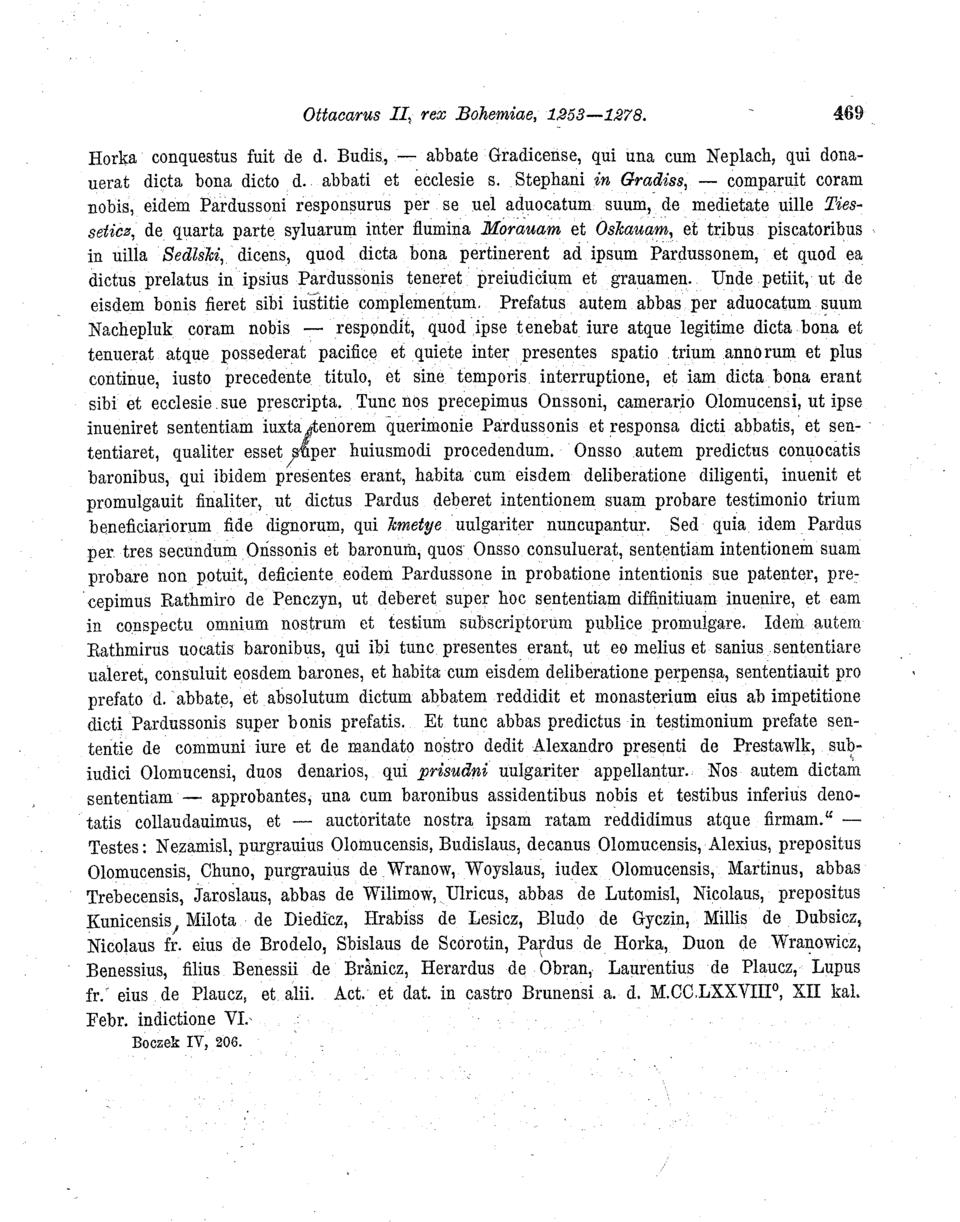 Ottacarus II, rex Bohemiae, 1253—1278. 469
Horka conquestus fuit de d. Budis, — abbate Gradicense, qui una cum Neplach, qui dona-
uerat dicta bona dicto d. abbati et ecclesie s. Stephani in Gradiss, — comparuit coram
nobis, eidem Pardussoni responsurus per se uel aduocatum suum, de medietate uille Ties-
seticz, de quarta parte syluarum inter flumina Morauam et Oskauam, et tribus piscatoribus
in uilla Sedlski, dicens, quod dicta bona pertinerent ad ipsum Pardussonem, et quod ea
dictus prelatus in ipsius Pardussonis teneret preiudicium et grauamen. Unde petiit, ut de
eisdem bonis fieret sibi iustitie complementum. Prefatus autem abbas per aduocatum suum
Nachepluk coram nobis — respondit, quod ipse tenebat iure atque legitime dicta bona et
tenuerat atque possederat pacifice et quiete inter presentes spatio trium annorum et plus
continue, iusto precedente titulo, et sine temporis interruptione, et iam dicta bona erant
sibi et ecclesie sue prescripta. Tunc nos precepimus Onssoni, camerario Olomucensi, ut ipse
inueniret sententiam iuxta tenorem querimonie Pardussonis et responsa dicti abbatis, et sen-
tentiaret, qualiter esset super huiusmodi procedendum. Onsso autem predictus conuocatis
baronibus, qui ibidem presentes erant, habita cum eisdem deliberatione diligenti, inuenit et
promulgauit finaliter, ut dictus Pardus deberet intentionem suam probare testimonio trium
beneficiariorum fide dignorum, qui kmetye uulgariter nuncupantur. Sed quia idem Pardus
per tres secundum Onssonis et baronum, quos Onsso consuluerat, sententiam intentionem suam
probare non potuit, deficiente eodem Pardussone in probatione intentionis sue patenter, pre-
cepimus Rathmiro de Penczyn, ut deberet super hoc sententiam diffinitiuam inuenire, et eam
in conspectu omnium nostrum et testium subscriptorum publice promulgare. Idem autem
Rathmirus uocatis baronibus, qui ibi tunc presentes erant, ut eo melius et sanius sententiare
ualeret, consuluit eosdem barones, et habita cum eisdem deliberatione perpensa, sententiauit pro
prefato d. abbate, et absolutum dictum abbatem reddidit et monasterium eius ab impetitione
dicti Pardussonis super bonis prefatis. Et tunc abbas predictus in testimonium prefate sen-
tentie de communi iure et de mandato nostro dedit Alexandro presenti de Prestawlk, sub-
iudici Olomucensi, duos denarios, qui prisudni uulgariter appellantur. Nos autem dictam
sententiam — approbantes, una cum baronibus assidentibus nobis et testibus inferius deno-
tatis collaudauimus, et — auctoritate nostra ipsam ratam reddidimus atque firmam.“ —
Testes: Nezamisl, purgrauius Olomucensis, Budislaus, decanus Olomucensis, Alexius, prepositus
Olomucensis, Chuno, purgrauius de Wranow, Woyslaus, iudex Olomucensis, Martinus, abbas
Trebecensis, Jaroslaus, abbas de Wilimow, Ulricus, abbas de Lutomisl, Nicolaus, prepositus
Kunicensis, Milota de Diedicz, Hrabiss de Lesicz, Bludo de Gyczin, Millis de Dubsicz,
Nicolaus fr. eius de Brodelo, Sbislaus de Scorotin, Pardus de Horka, Duon de Wranowicz,
Benessius, filius Benessii de Branicz, Herardus de Obran, Laurentius de Plaucz, Lupus
fr. eius de Plaucz, et alii. Act. et dat. in castro Brunensi a. d. M.CC.LXXVIII⁰, XII kal.
Febr. indictione VI.
Boczek IV, 206.